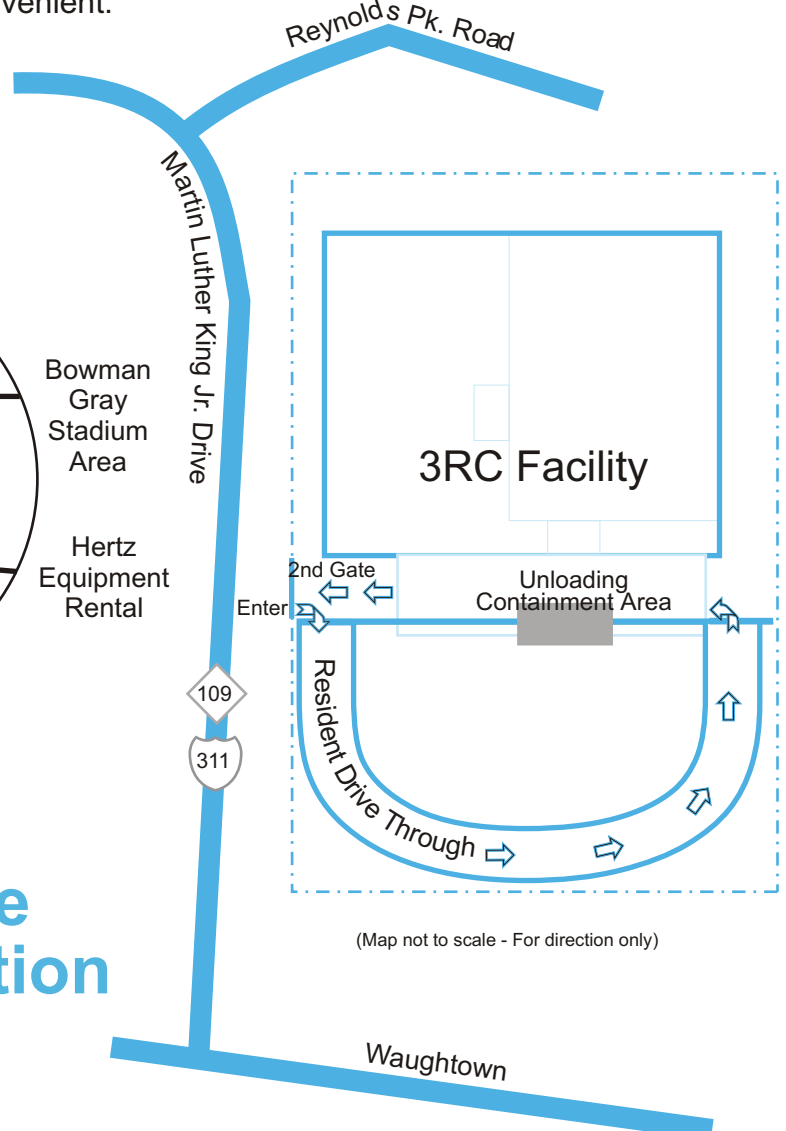 venient.
Reynolds Pk. Road
Martin Luther King Jr. Drive
Bowman
Gray
Stadium
Area
3RC Facility
Hertz
Equipment
Rental
2nd Gate
Unloading
Containment Area
Enter
Resident Drive Through
109
311
e
tion
(Map not to scale - For direction only)
Waughtown